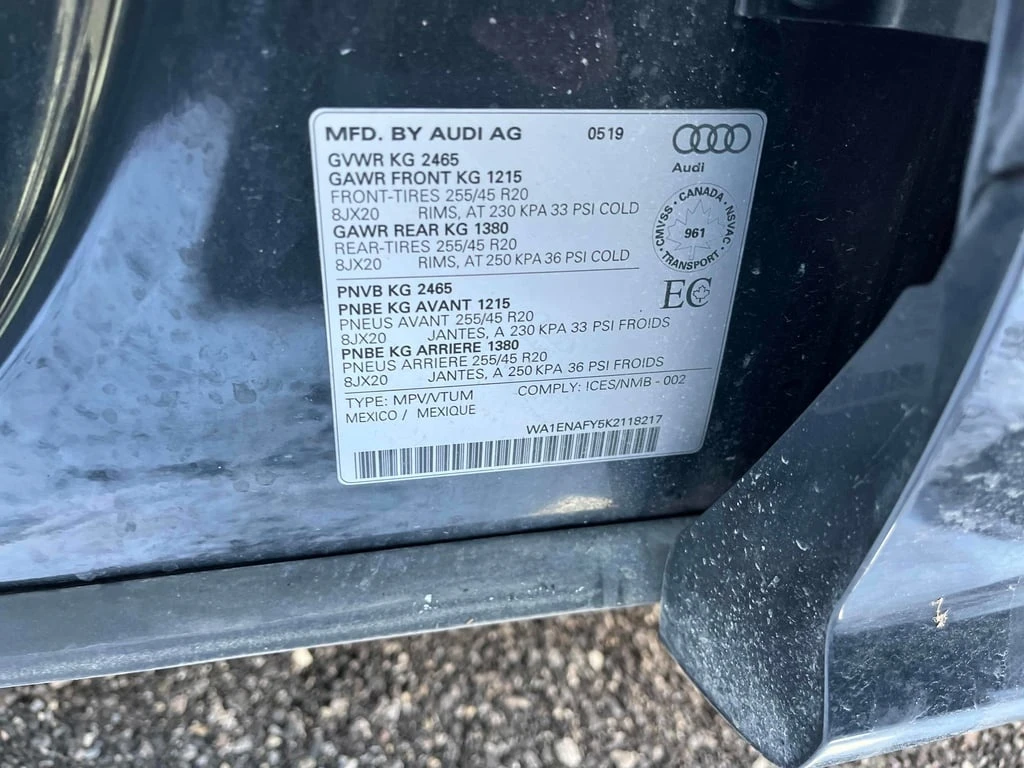 MFD. BY AUDI AG 0519
Audi
GVWR KG 2465
GAWR FRONT KG 1215
FRONT-TIRES 255/45 R20
8JX20 RIMS, AT 230 KPA 33 PSI COLD
GAWR REAR KG 1380
REAR-TIRES 255/45 R20
8JX20 RIMS, AT 250 KPA 36 PSI COLD
CMVSS · CANADA · NSVAC · TRANSPORT ·
961
EC
PNVB KG 2465
PNBE KG AVANT 1215
PNEUS AVANT 255/45 R20
8JX20 JANTES, A 230 KPA 33 PSI FROIDS
PNBE KG ARRIERE 1380
PNEUS ARRIERE 255/45 R20
8JX20 JANTES, A 250 KPA 36 PSI FROIDS
TYPE: MPV/VTUM COMPLY: ICES/NMB - 002
MEXICO / MEXIQUE
WA1ENAFY5K2118217